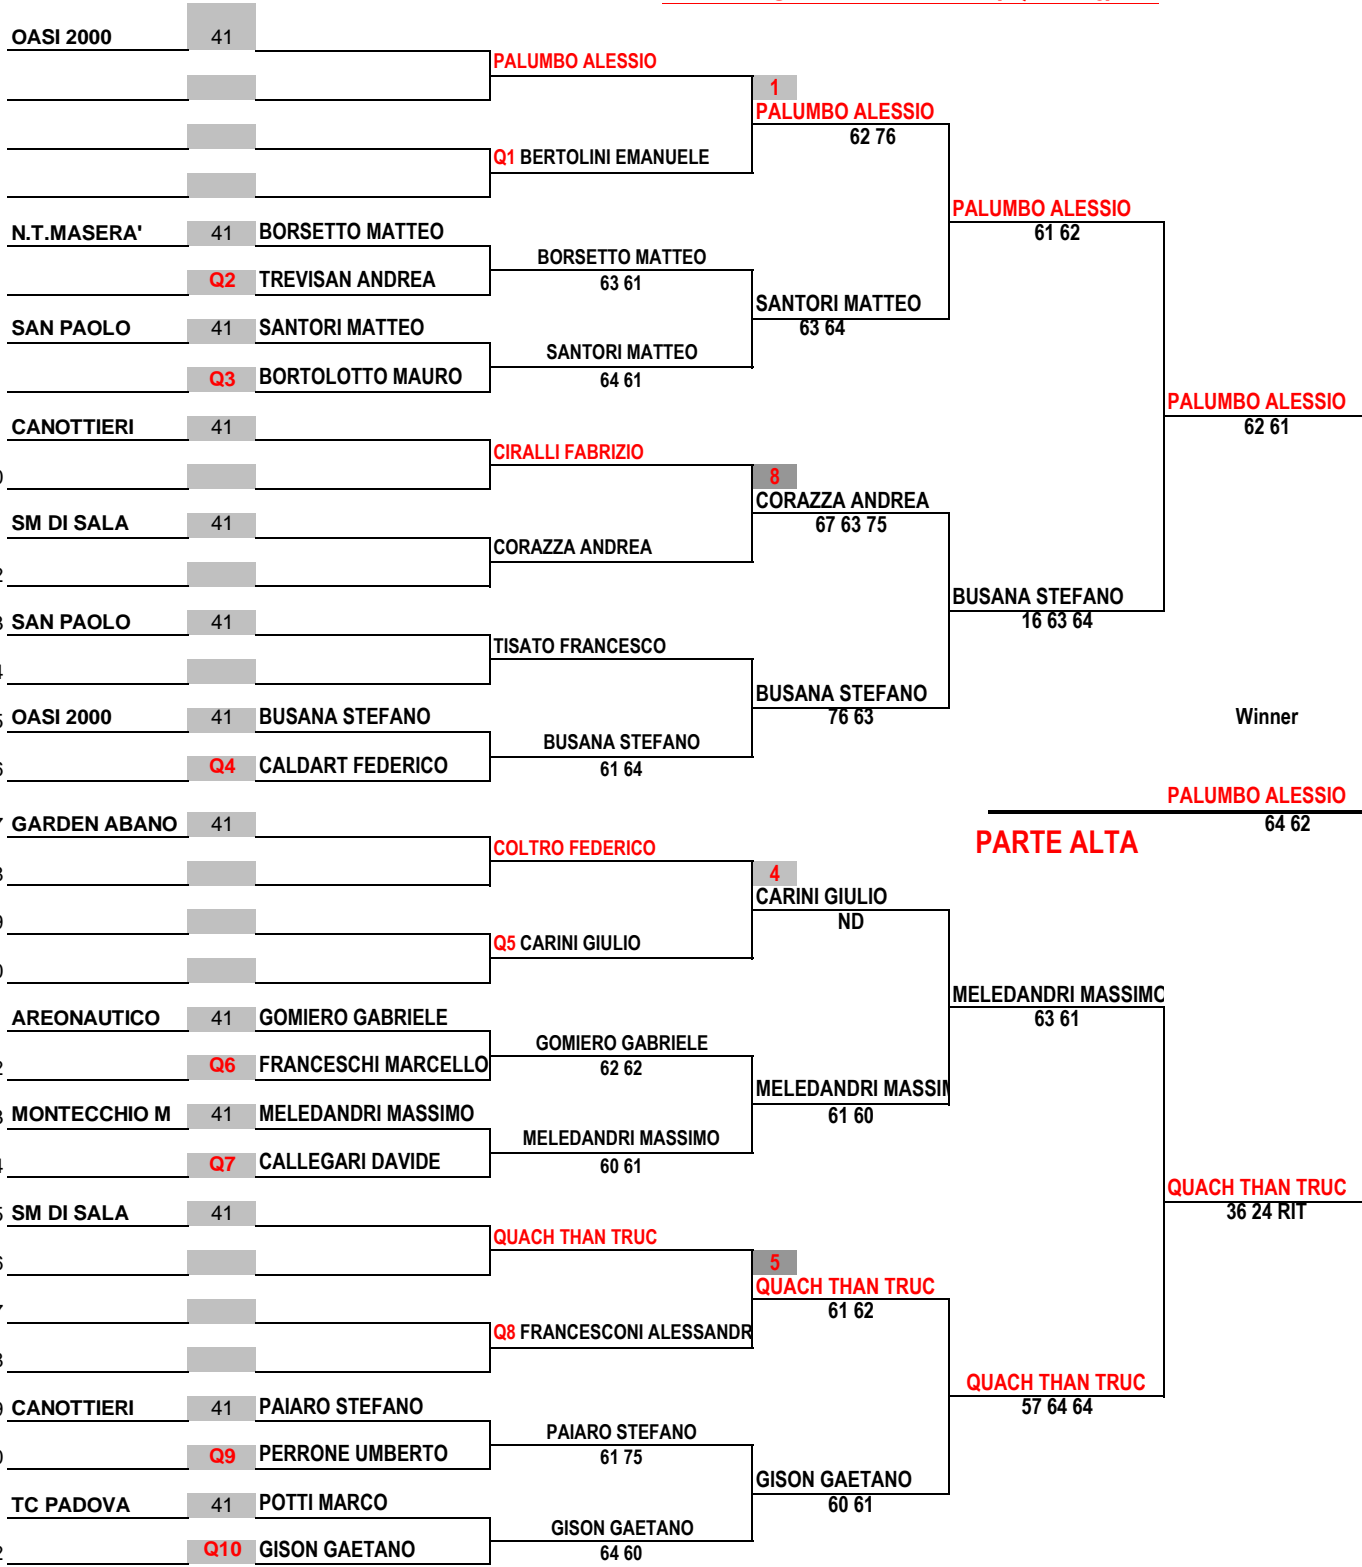 OASI 2000 41
PALUMBO ALESSIO
1
PALUMBO ALESSIO
62 76
Q1 BERTOLINI EMANUELE
PALUMBO ALESSIO
61 62
N.T.MASERA' 41 BORSETTO MATTEO
BORSETTO MATTEO
63 61
Q2 TREVISAN ANDREA
SANTORI MATTEO
63 64
SAN PAOLO 41 SANTORI MATTEO
SANTORI MATTEO
64 61
Q3 BORTOLOTTO MAURO
PALUMBO ALESSIO
62 61
CANOTTIERI 41
CIRALLI FABRIZIO
8
CORAZZA ANDREA
67 63 75
SM DI SALA 41
CORAZZA ANDREA
BUSANA STEFANO
16 63 64
SAN PAOLO 41
TISATO FRANCESCO
BUSANA STEFANO
76 63
OASI 2000 41 BUSANA STEFANO
Winner
BUSANA STEFANO
61 64
Q4 CALDART FEDERICO
PALUMBO ALESSIO
64 62
GARDEN ABANO 41
PARTE ALTA
COLTRO FEDERICO
4
CARINI GIULIO
ND
Q5 CARINI GIULIO
MELEDANDRI MASSIMO
63 61
AREONAUTICO 41 GOMIERO GABRIELE
GOMIERO GABRIELE
62 62
Q6 FRANCESCHI MARCELLO
MELEDANDRI MASSIM
61 60
MONTECCHIO M 41 MELEDANDRI MASSIMO
MELEDANDRI MASSIMO
60 61
Q7 CALLEGARI DAVIDE
QUACH THAN TRUC
36 24 RIT
SM DI SALA 41
QUACH THAN TRUC
5
QUACH THAN TRUC
61 62
Q8 FRANCESCONI ALESSANDR
QUACH THAN TRUC
57 64 64
CANOTTIERI 41 PAIARO STEFANO
PAIARO STEFANO
61 75
Q9 PERRONE UMBERTO
GISON GAETANO
60 61
TC PADOVA 41 POTTI MARCO
GISON GAETANO
64 60
Q10 GISON GAETANO